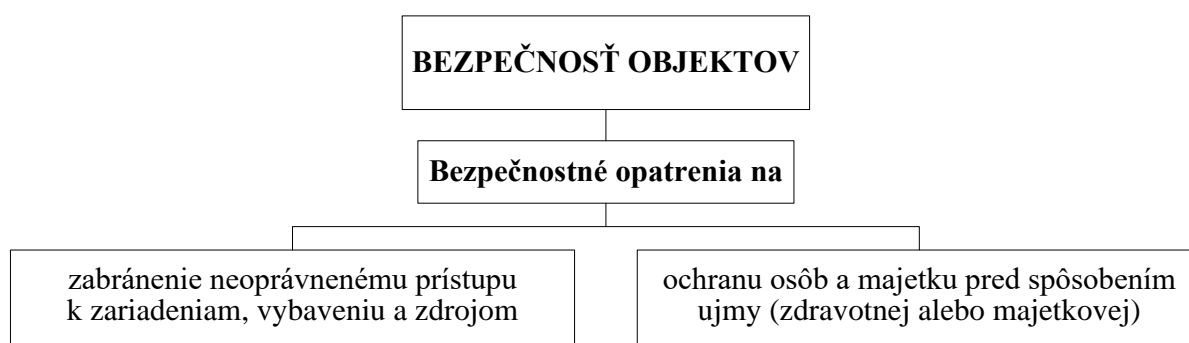 BEZPEČNOSŤ OBJEKTOV
Bezpečnostné opatrenia na
zabránenie neoprávnenému prístupu
k zariadeniam, vybaveniu a zdrojom
ochranu osôb a majetku pred spôsobením
ujmy (zdravotnej alebo majetkovej)